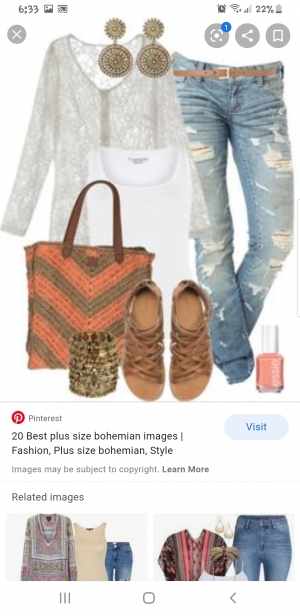 6:33
22%
1
essie
Pinterest
20 Best plus size bohemian images |
Fashion, Plus size bohemian, Style
Visit
Images may be subject to copyright. Learn More
Related images